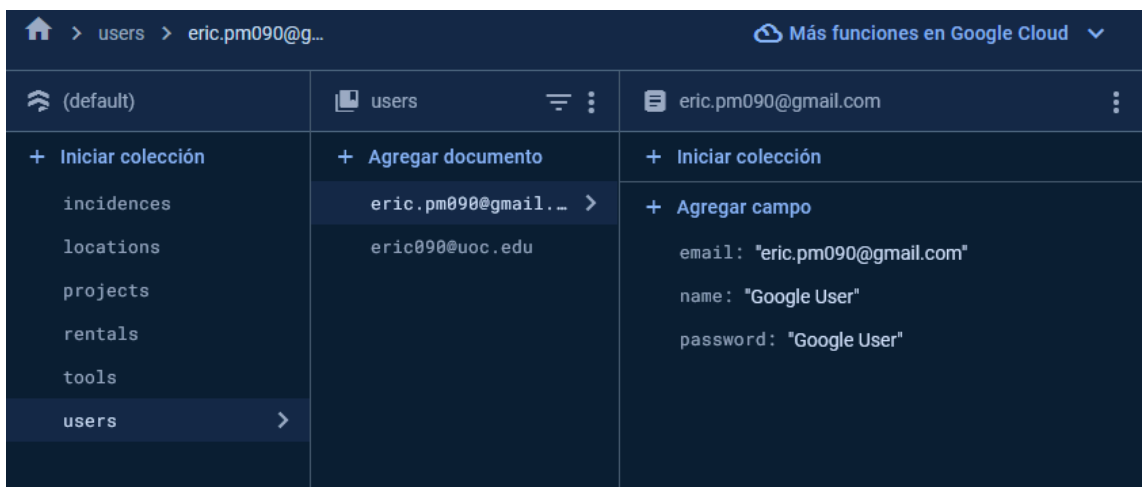 > users > eric.pm090@g…
Más funciones en Google Cloud
(default)
users
eric.pm090@gmail.com
+ Iniciar colección
+ Agregar documento
+ Iniciar colección
incidences
eric.pm090@gmail.… >
+ Agregar campo
locations
eric090@uoc.edu
email: "eric.pm090@gmail.com"
projects
name: "Google User"
rentals
password: "Google User"
tools
users >